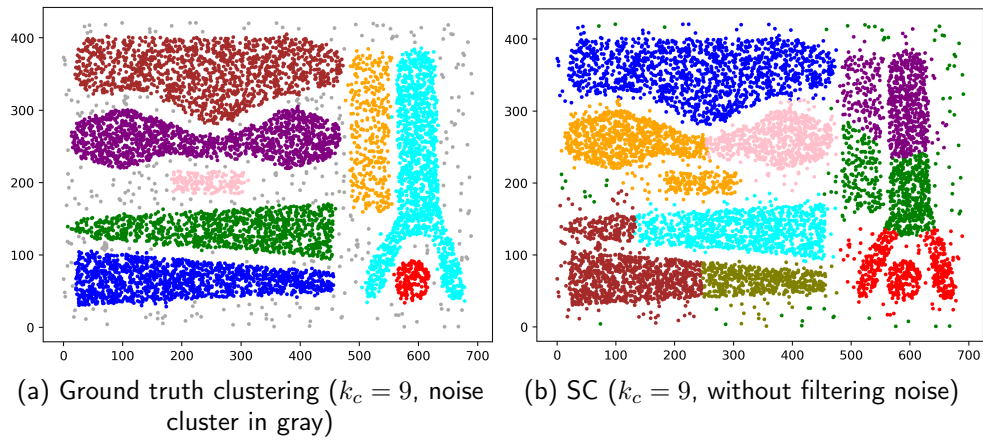 400
300
200
100
0
0 100 200 300 400 500 600 700
(a) Ground truth clustering (k_c = 9, noise
cluster in gray)
400
300
200
100
0
0 100 200 300 400 500 600 700
(b) SC (k_c = 9, without filtering noise)